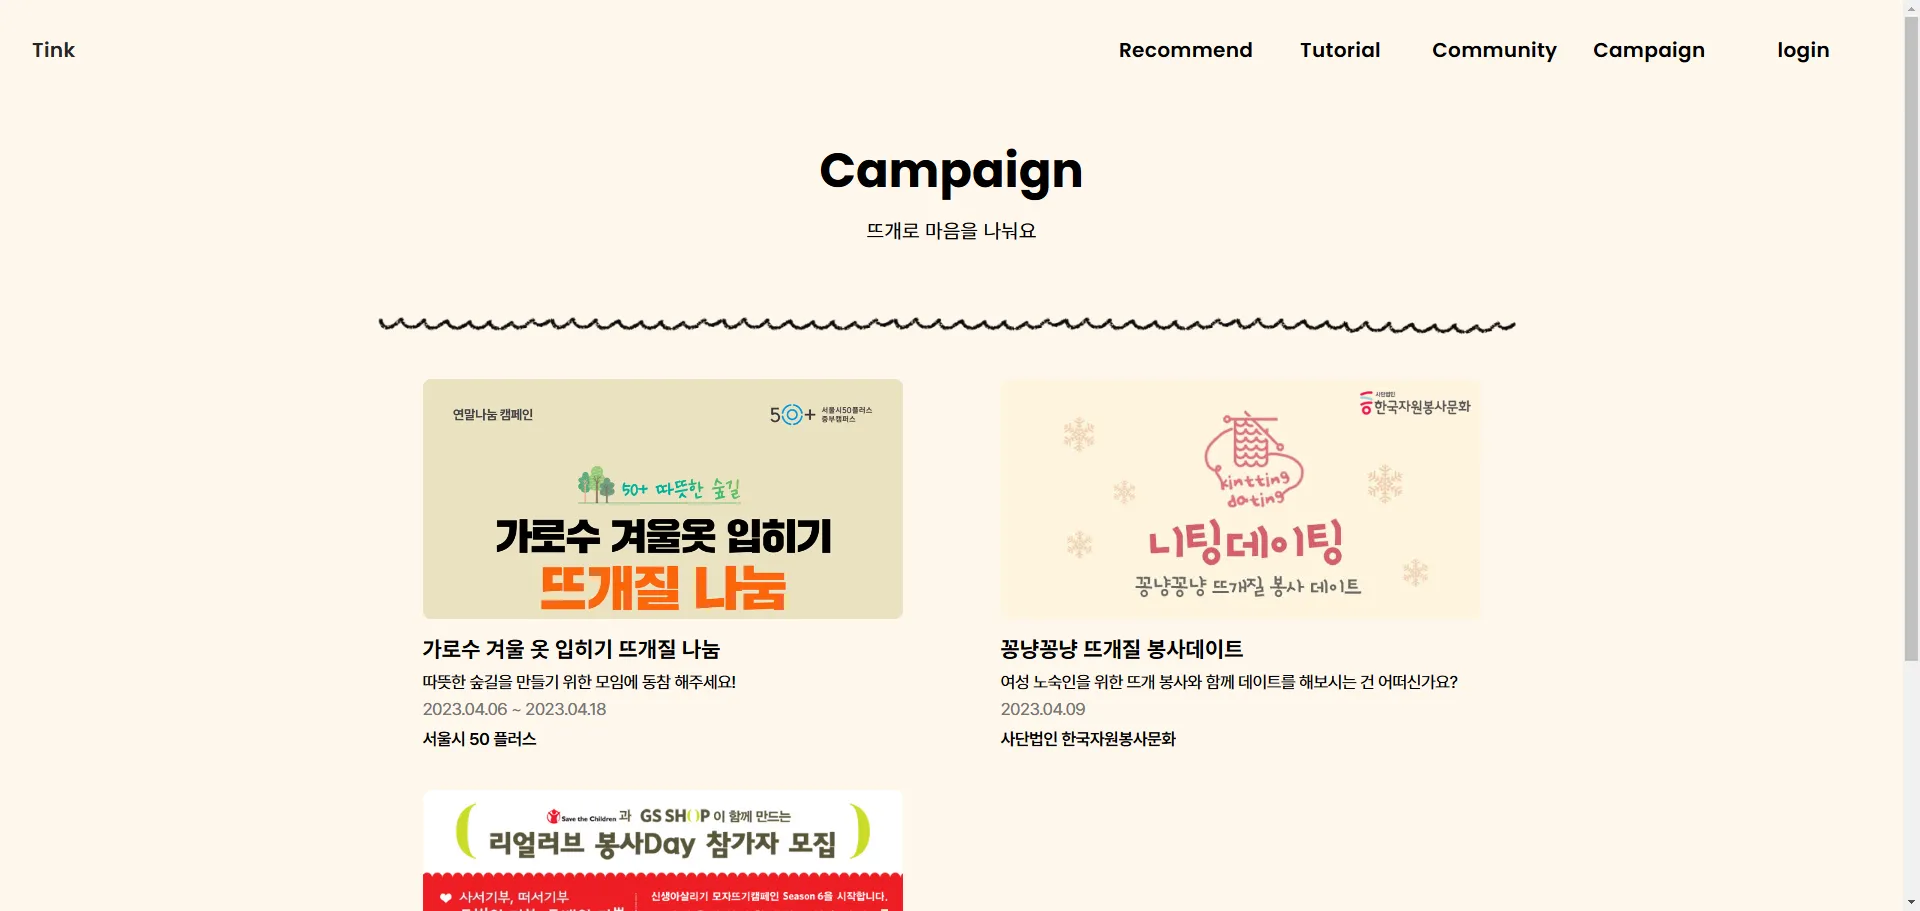 Tink
Recommend
Tutorial
Community
Campaign
login
Campaign
뜨개로 마음을 나눠요
연말나눔 캠페인
50+ 서울시50플러스
중부캠퍼스
50+ 따뜻한 숲길
가로수 겨울옷 입히기
뜨개질 나눔
가로수 겨울 옷 입히기 뜨개질 나눔
따뜻한 숲길을 만들기 위한 모임에 동참 해주세요!
2023.04.06 ~ 2023.04.18
서울시 50 플러스
사단법인
한국자원봉사문화
kintting
dating
니팅데이팅
꽁냥꽁냥 뜨개질 봉사 데이트
꽁냥꽁냥 뜨개질 봉사데이트
여성 노숙인을 위한 뜨개 봉사와 함께 데이트를 해보시는 건 어떠신가요?
2023.04.09
사단법인 한국자원봉사문화
Save the Children 과 GS SHOP 이 함께 만드는
리얼러브 봉사Day 참가자 모집
사서기부, 떠서기부
신생아살리기 모자뜨기캠페인 Season 6을 시작합니다.